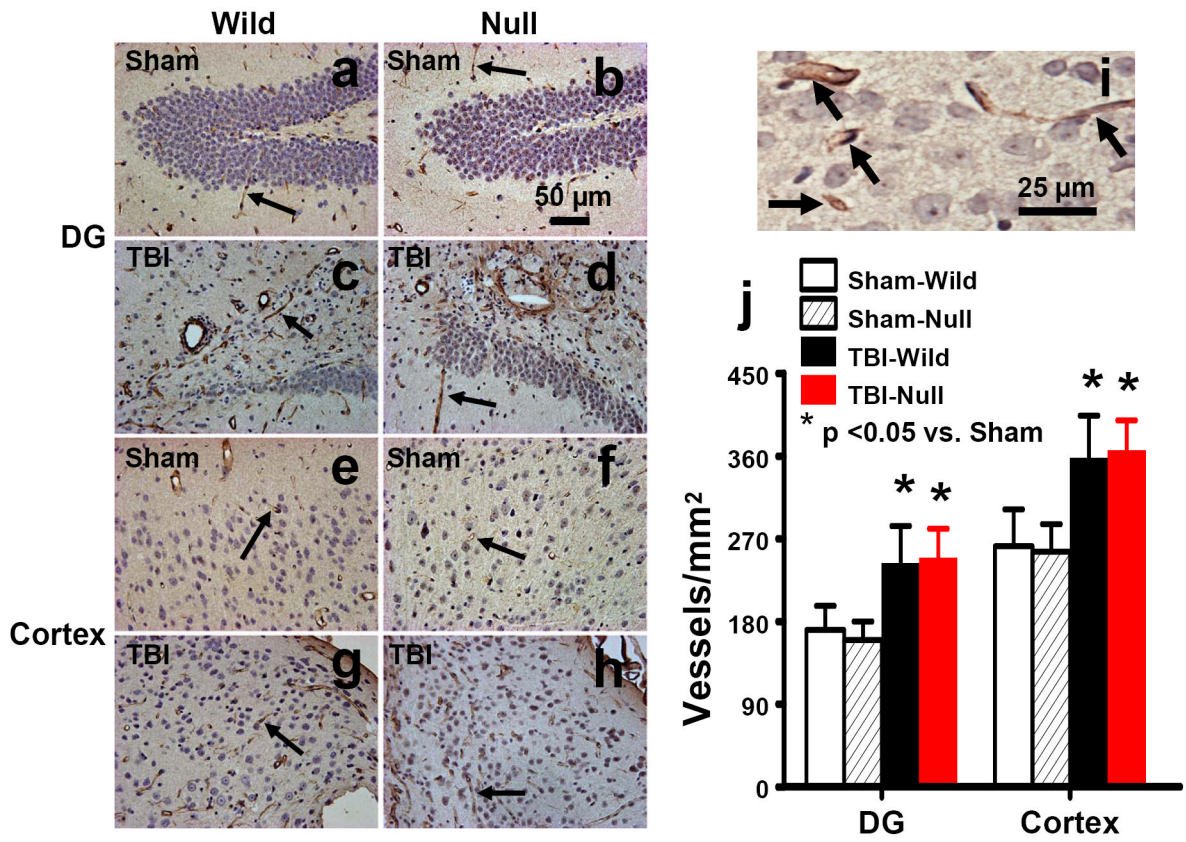 Wild
Null
Sham
a
Sham
b
50 µm
DG
TBI
c
TBI
d
Sham
e
Sham
f
Cortex
TBI
g
TBI
h
i
25 µm
j
Sham-Wild
Sham-Null
TBI-Wild
TBI-Null
* p <0.05 vs. Sham
Vessels/mm²
450
360
270
180
90
0
* *
* *
DG
Cortex